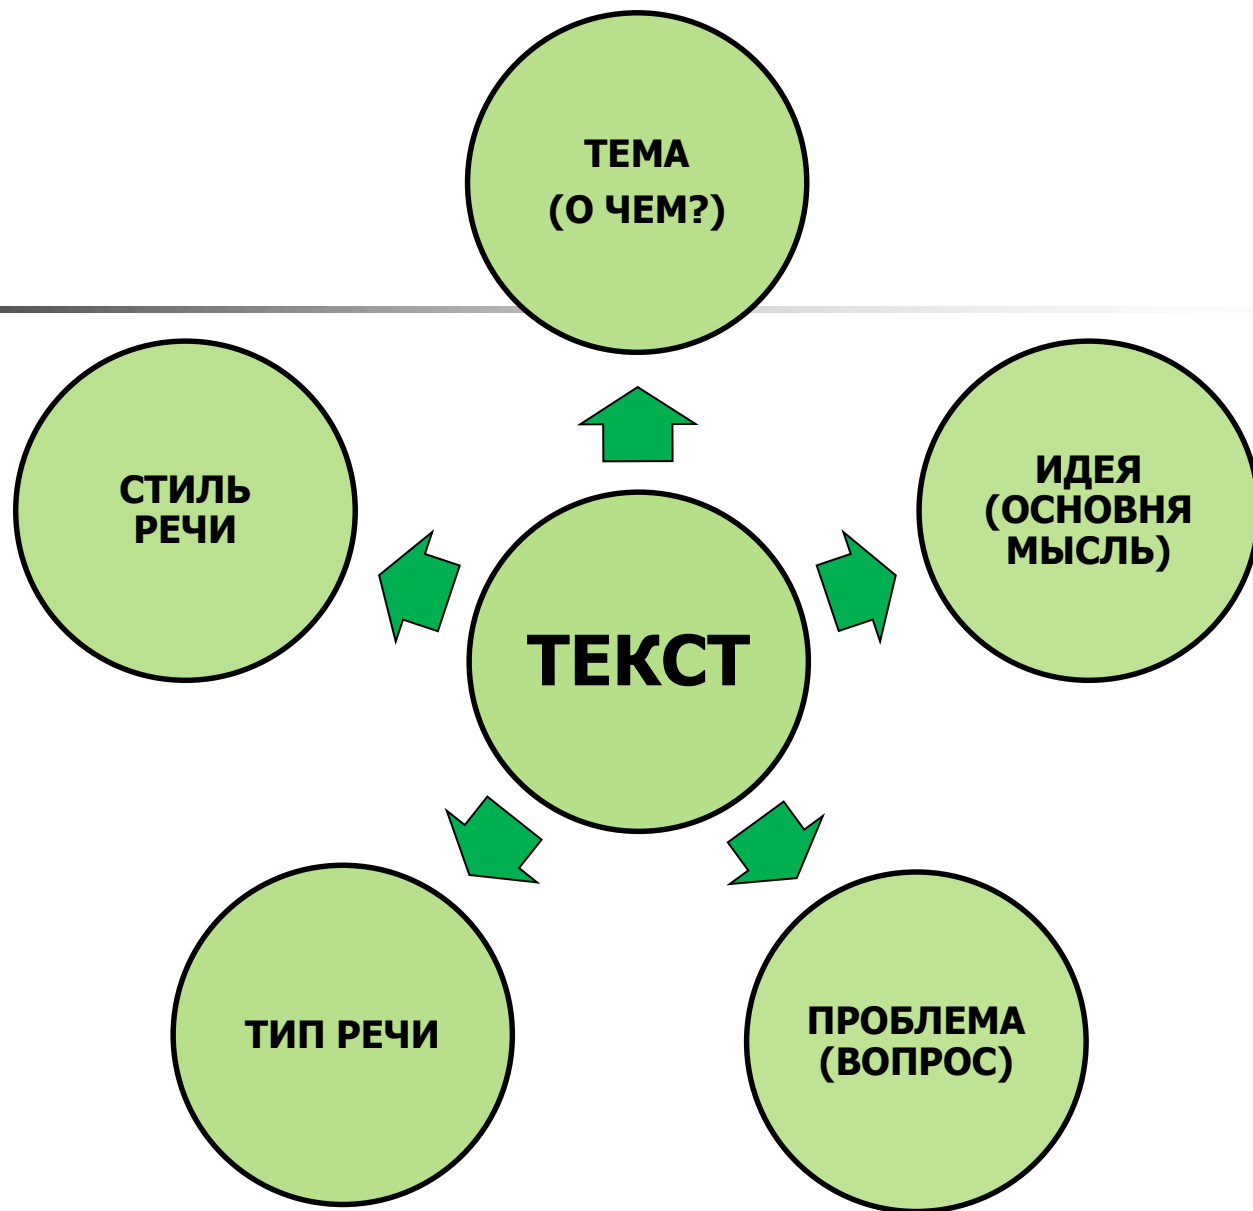 ТЕМА
(О ЧЕМ?)
СТИЛЬ
РЕЧИ
ИДЕЯ
(ОСНОВНЯ
МЫСЛЬ)
ТЕКСТ
ТИП РЕЧИ
ПРОБЛЕМА
(ВОПРОС)